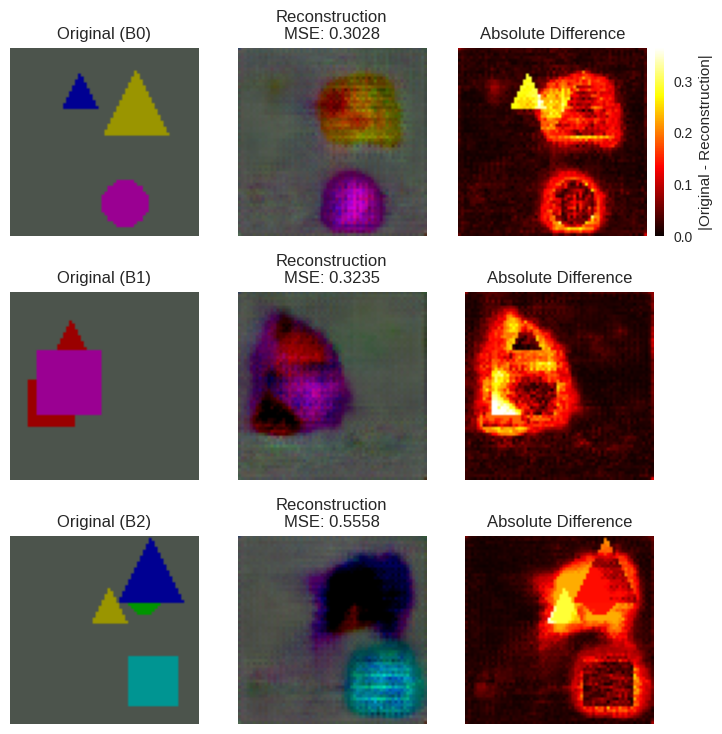 Original (B0)
Reconstruction
MSE: 0.3028
Absolute Difference
0.3
0.2
0.1
0.0
|Original - Reconstruction|
Original (B1)
Reconstruction
MSE: 0.3235
Absolute Difference
Original (B2)
Reconstruction
MSE: 0.5558
Absolute Difference